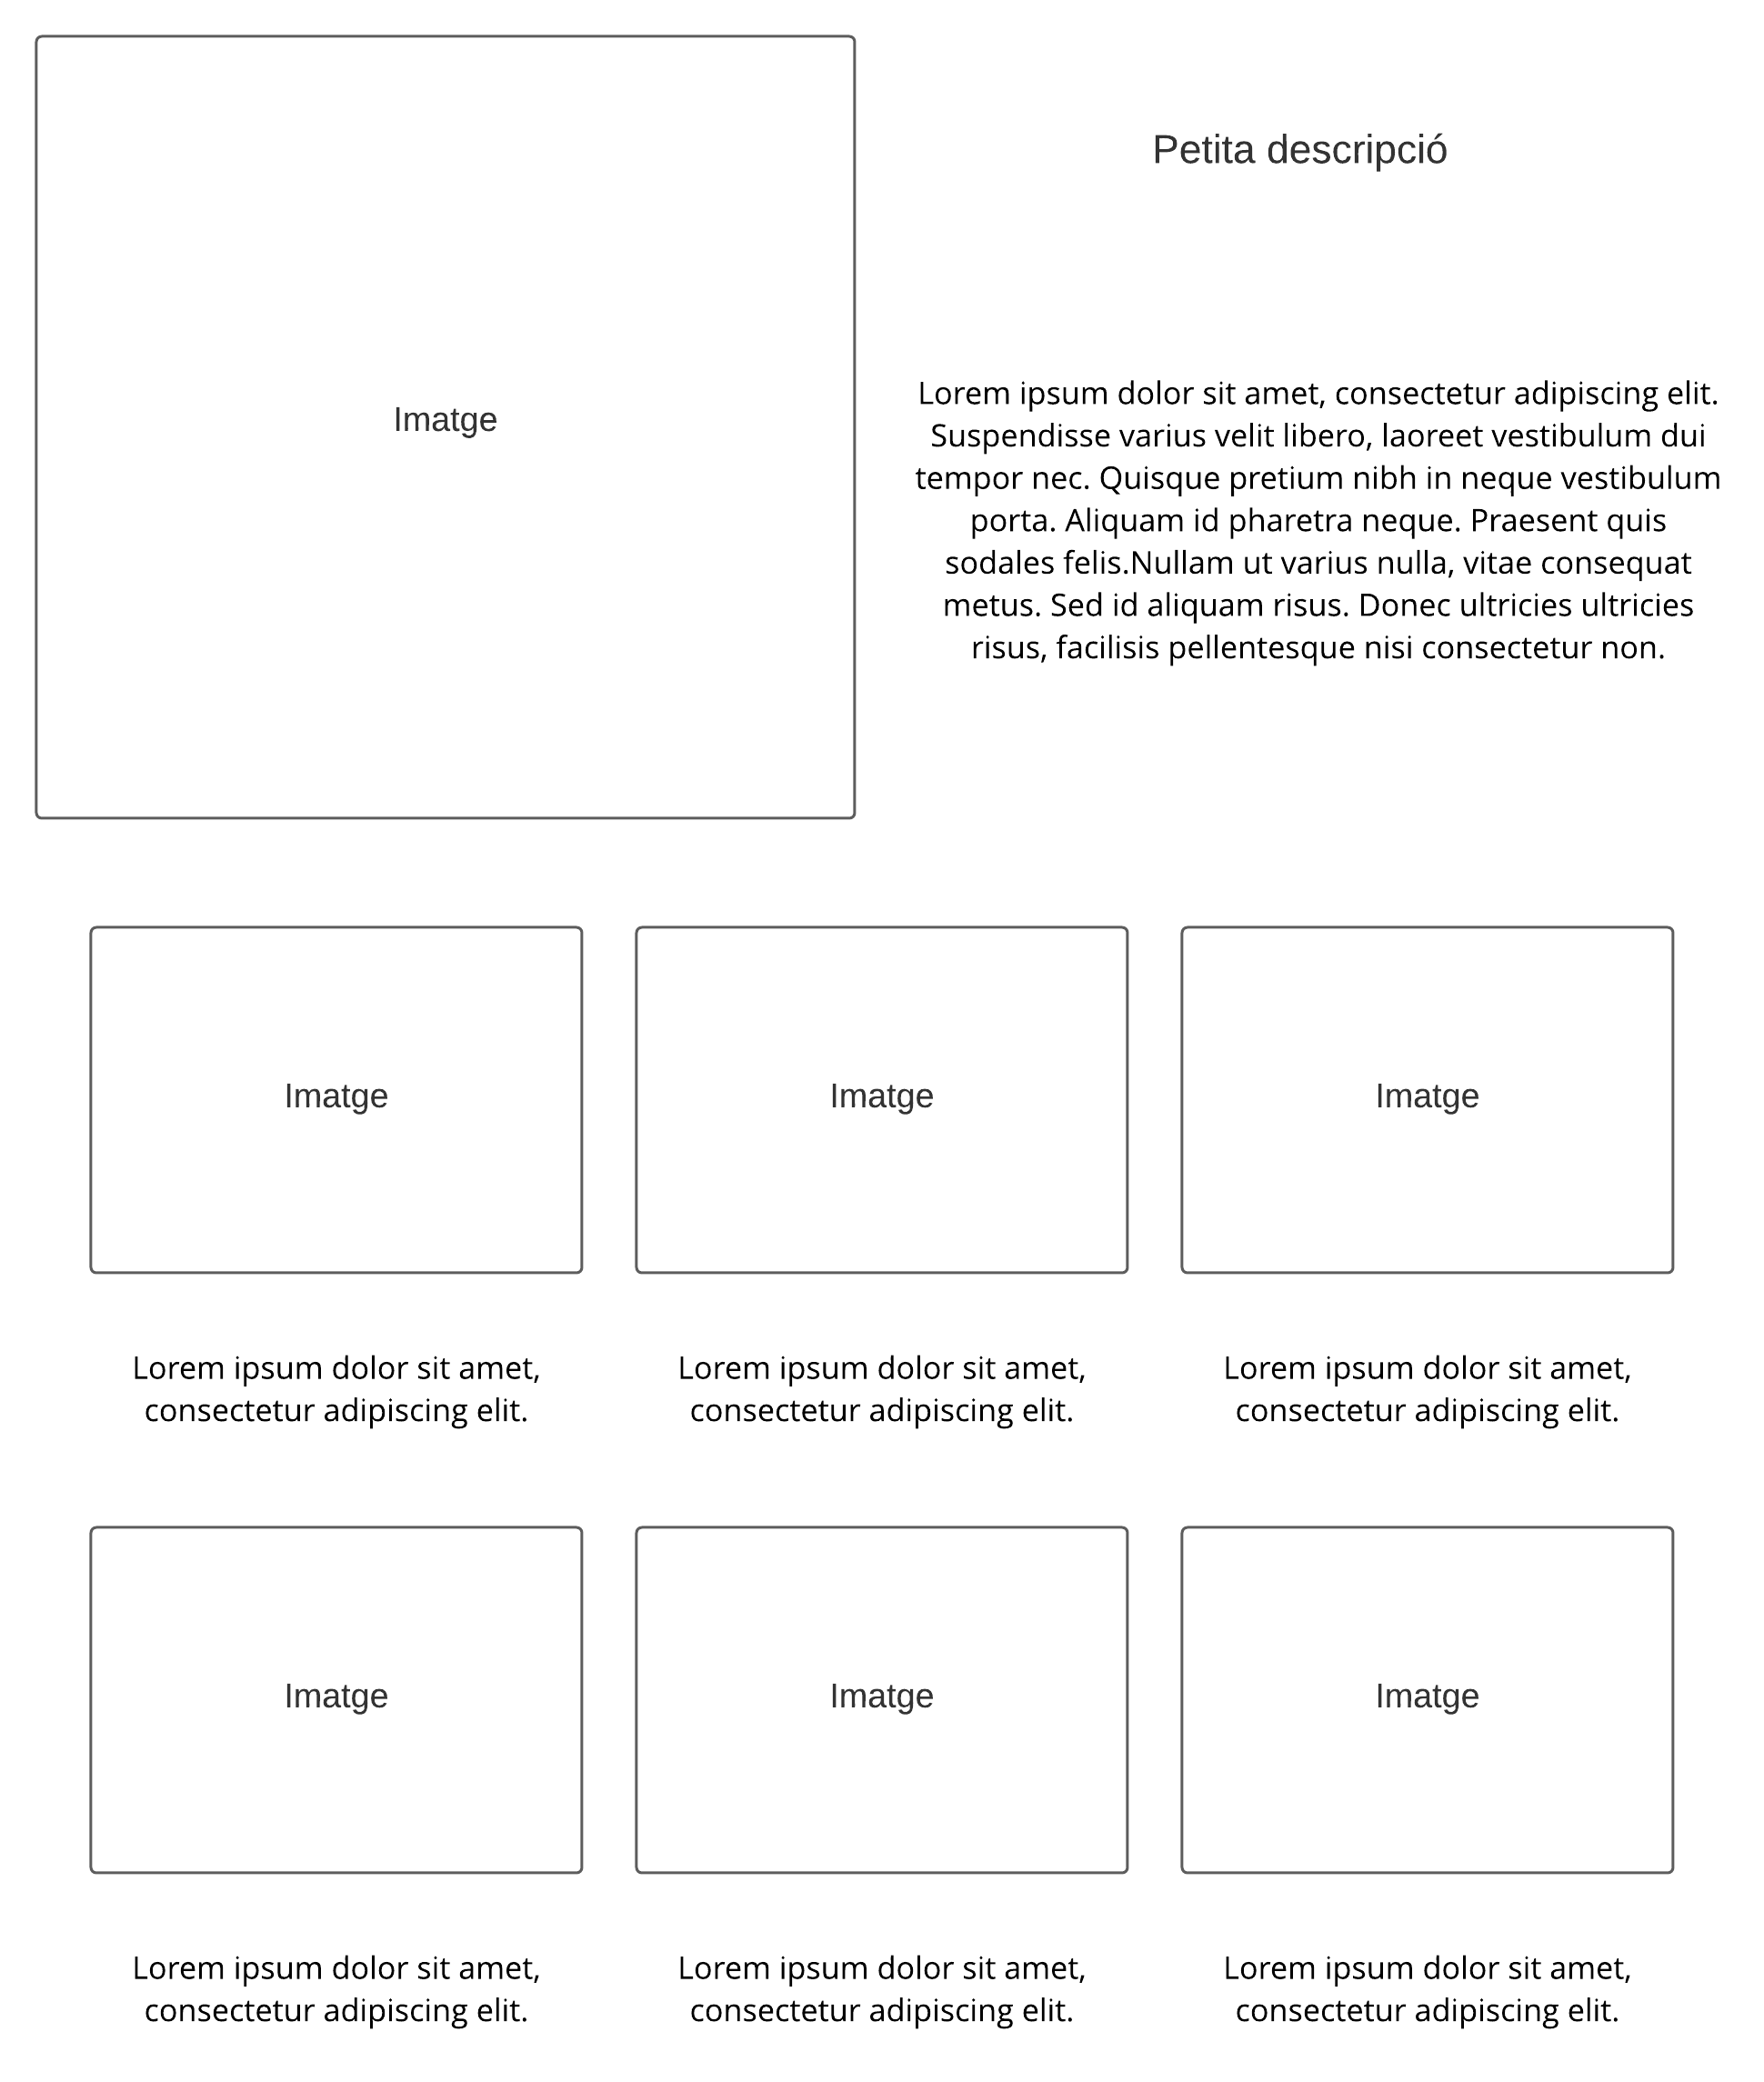 Imatge
Petita descripció
Lorem ipsum dolor sit amet, consectetur adipiscing elit.
Suspendisse varius velit libero, laoreet vestibulum dui
tempor nec. Quisque pretium nibh in neque vestibulum
porta. Aliquam id pharetra neque. Praesent quis
sodales felis.Nullam ut varius nulla, vitae consequat
metus. Sed id aliquam risus. Donec ultricies ultricies
risus, facilisis pellentesque nisi consectetur non.
Imatge
Imatge
Imatge
Lorem ipsum dolor sit amet,
consectetur adipiscing elit.
Lorem ipsum dolor sit amet,
consectetur adipiscing elit.
Lorem ipsum dolor sit amet,
consectetur adipiscing elit.
Imatge
Imatge
Imatge
Lorem ipsum dolor sit amet,
consectetur adipiscing elit.
Lorem ipsum dolor sit amet,
consectetur adipiscing elit.
Lorem ipsum dolor sit amet,
consectetur adipiscing elit.